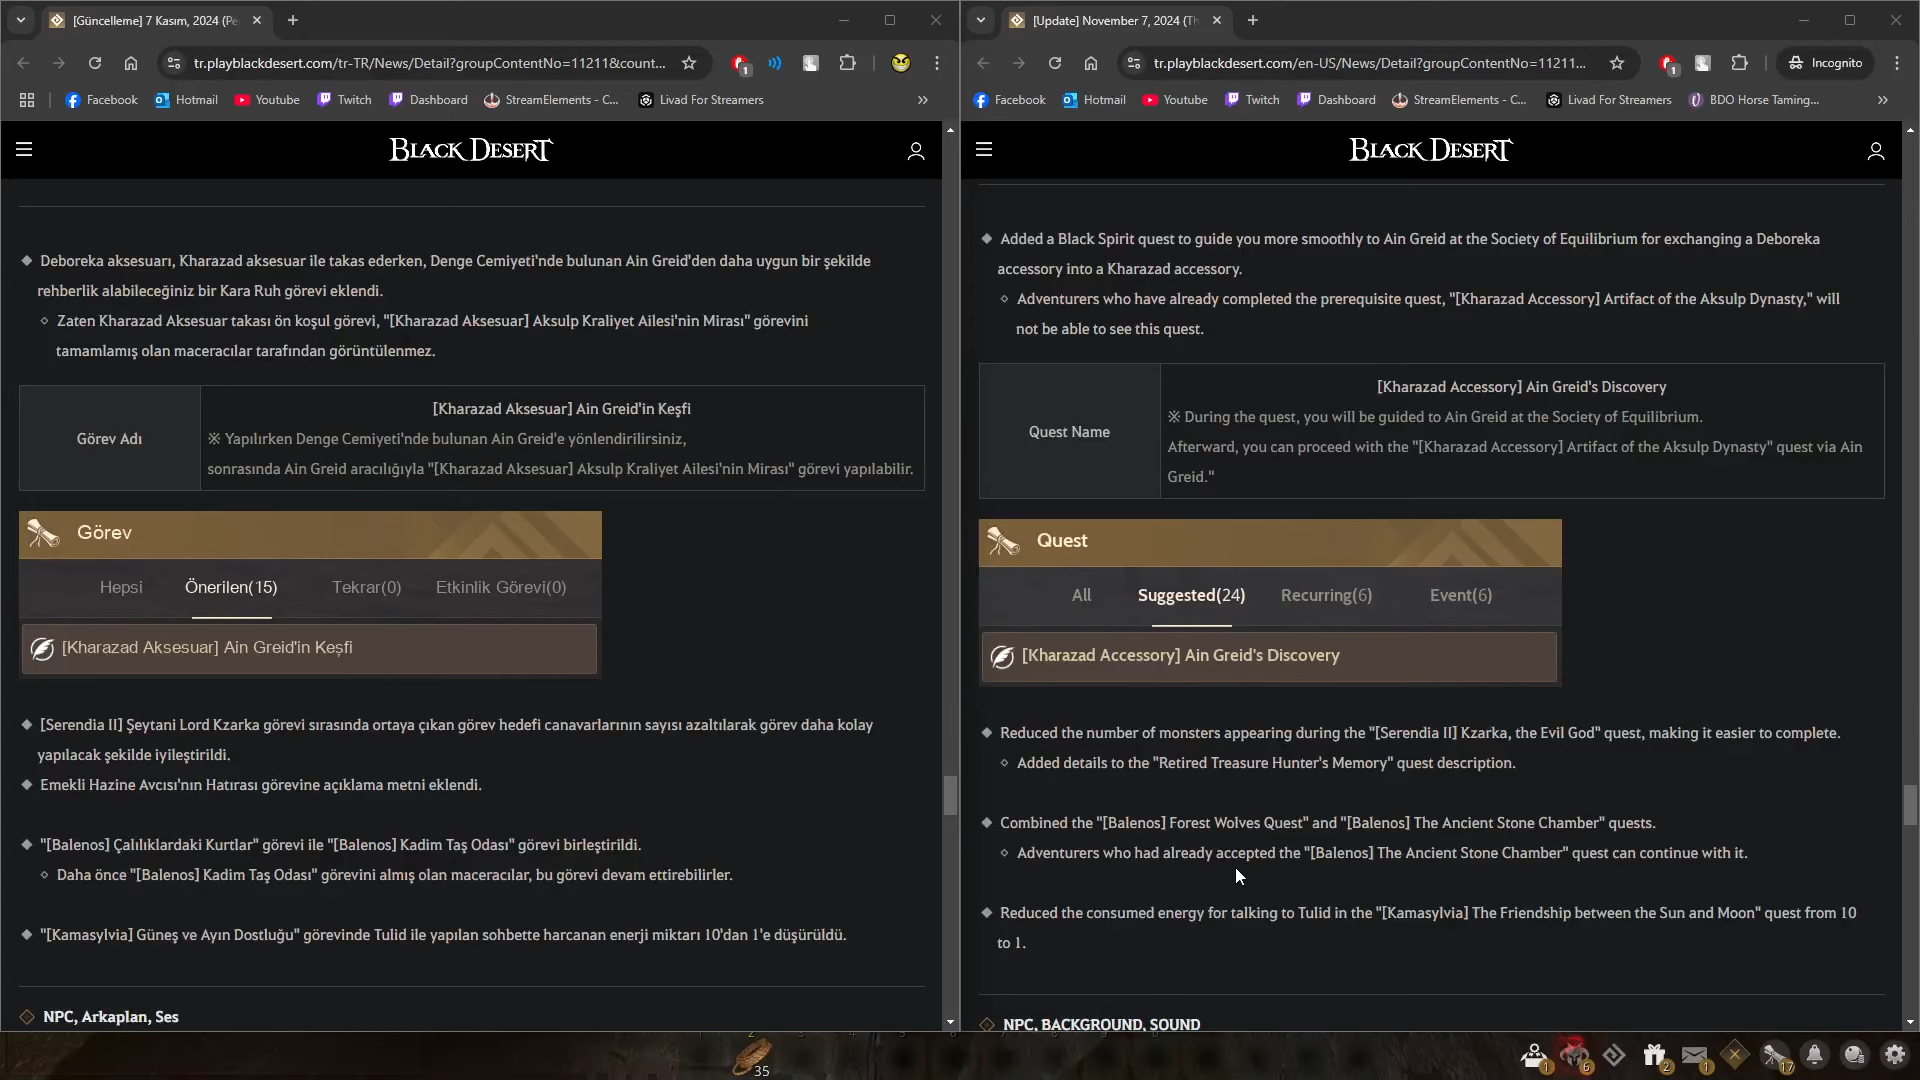 [Güncelleme] 7 Kasım, 2024 (Pe
tr.playblackdesert.com/tr-TR/News/Detail?groupContentNo=11211&count...
1
Facebook
Hotmail
Youtube
Twitch
Dashboard
StreamElements - C...
Livad For Streamers
BLACK DESERT
Deboreka aksesuarı, Kharazad aksesuar ile takas ederken, Denge Cemiyeti'nde bulunan Ain Greid'den daha uygun bir şekilde
rehberlik alabileceğiniz bir Kara Ruh görevi eklendi.
Zaten Kharazad Aksesuar takası ön koşul görevi, "[Kharazad Aksesuar] Aksulp Kraliyet Ailesi'nin Mirası" görevini
tamamlamış olan maceracılar tarafından görüntülenmez.
Görev Adı
[Kharazad Aksesuar] Ain Greid'in Keşfi
※ Yapılırken Denge Cemiyeti'nde bulunan Ain Greid'e yönlendirilirsiniz,
sonrasında Ain Greid aracılığıyla "[Kharazad Aksesuar] Aksulp Kraliyet Ailesi'nin Mirası" görevi yapılabilir.
Görev
Hepsi
Önerilen(15)
Tekrar(0)
Etkinlik Görevi(0)
[Kharazad Aksesuar] Ain Greid'in Keşfi
[Serendia II] Şeytani Lord Kzarka görevi sırasında ortaya çıkan görev hedefi canavarlarının sayısı azaltılarak görev daha kolay
yapılacak şekilde iyileştirildi.
Emekli Hazine Avcısı'nın Hatırası görevine açıklama metni eklendi.
"[Balenos] Çalılıklardaki Kurtlar" görevi ile "[Balenos] Kadim Taş Odası" görevi birleştirildi.
Daha önce "[Balenos] Kadim Taş Odası" görevini almış olan maceracılar, bu görevi devam ettirebilirler.
"[Kamasylvia] Güneş ve Ayın Dostluğu" görevinde Tulid ile yapılan sohbette harcanan enerji miktarı 10'dan 1'e düşürüldü.
NPC, Arkaplan, Ses
[Update] November 7, 2024 (Th
tr.playblackdesert.com/en-US/News/Detail?groupContentNo=11211...
1
Incognito
Facebook
Hotmail
Youtube
Twitch
Dashboard
StreamElements - C...
Livad For Streamers
BDO Horse Taming...
BLACK DESERT
Added a Black Spirit quest to guide you more smoothly to Ain Greid at the Society of Equilibrium for exchanging a Deboreka
accessory into a Kharazad accessory.
Adventurers who have already completed the prerequisite quest, "[Kharazad Accessory] Artifact of the Aksulp Dynasty," will
not be able to see this quest.
Quest Name
[Kharazad Accessory] Ain Greid's Discovery
※ During the quest, you will be guided to Ain Greid at the Society of Equilibrium.
Afterward, you can proceed with the "[Kharazad Accessory] Artifact of the Aksulp Dynasty" quest via Ain
Greid."
Quest
All
Suggested(24)
Recurring(6)
Event(6)
[Kharazad Accessory] Ain Greid's Discovery
Reduced the number of monsters appearing during the "[Serendia II] Kzarka, the Evil God" quest, making it easier to complete.
Added details to the "Retired Treasure Hunter's Memory" quest description.
Combined the "[Balenos] Forest Wolves Quest" and "[Balenos] The Ancient Stone Chamber" quests.
Adventurers who had already accepted the "[Balenos] The Ancient Stone Chamber" quest can continue with it.
Reduced the consumed energy for talking to Tulid in the "[Kamasylvia] The Friendship between the Sun and Moon" quest from 10
to 1.
NPC, BACKGROUND, SOUND
2
35
1
6
2
1
17